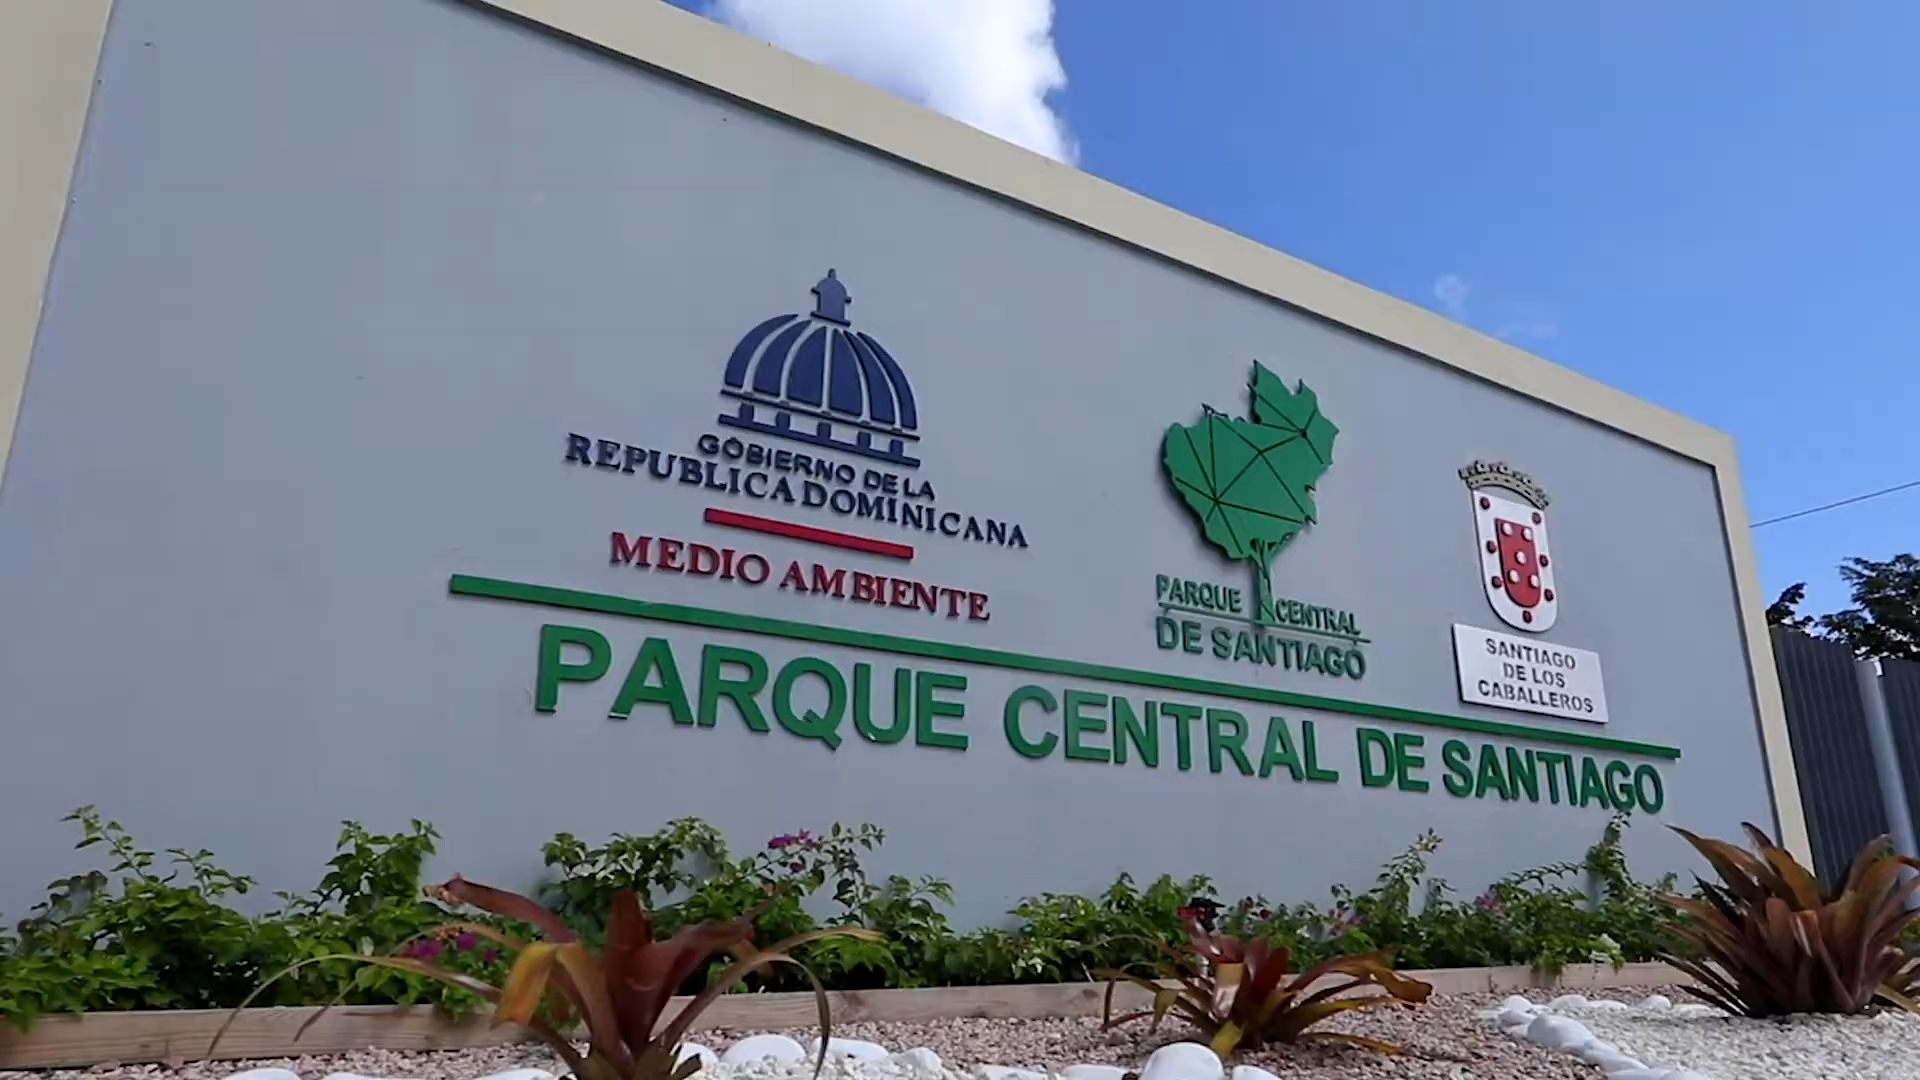 GOBIERNO DE LA
REPUBLICA DOMINICANA
MEDIO AMBIENTE
PARQUE CENTRAL
DE SANTIAGO
SANTIAGO
DE LOS
CABALLEROS
PARQUE CENTRAL DE SANTIAGO